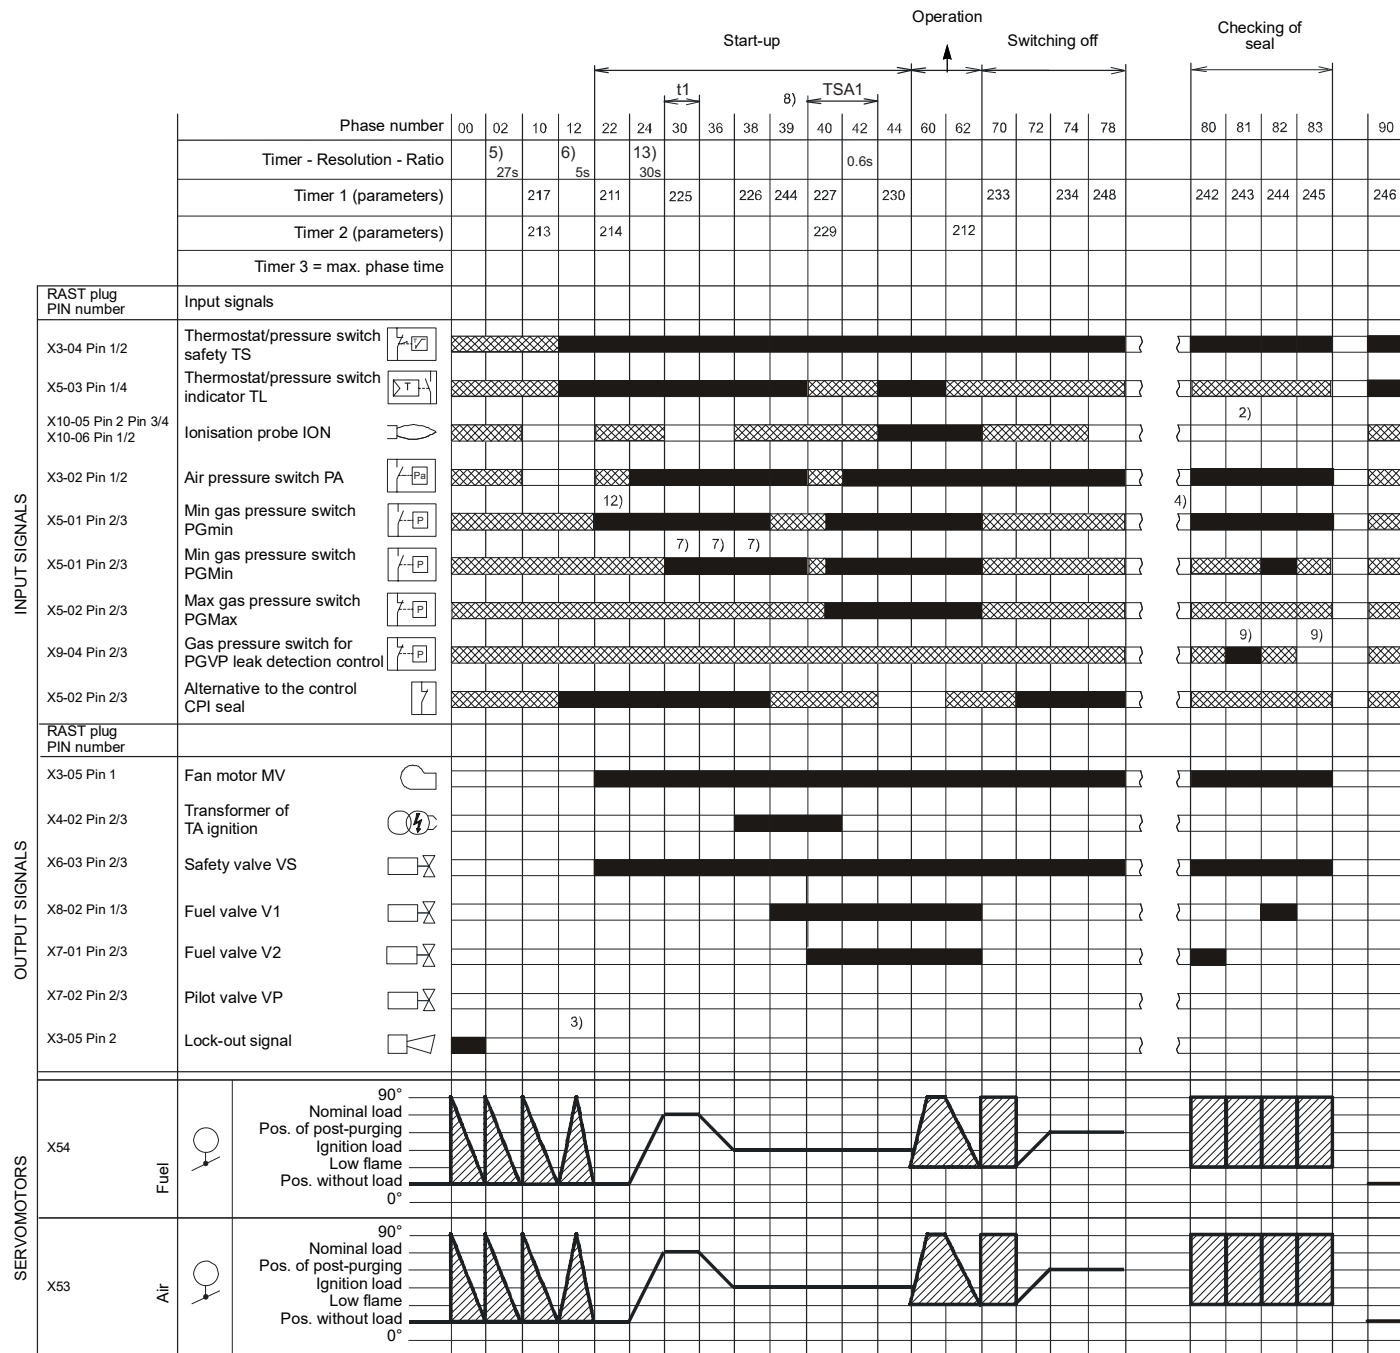 Operation
Start-up
Switching off
Checking of
seal
t1
8)
TSA1
Phase number 00 02 10 12 22 24 30 36 38 39 40 42 44 60 62 70 72 74 78 80 81 82 83 90
Timer - Resolution - Ratio 5) 27s 6) 5s 13) 30s 0.6s
Timer 1 (parameters) 217 211 225 226 244 227 230 233 234 248 242 243 244 245 246
Timer 2 (parameters) 213 214 229 212
Timer 3 = max. phase time
RAST plug
PIN number
Input signals
INPUT SIGNALS
X3-04 Pin 1/2
Thermostat/pressure switch
safety TS
X5-03 Pin 1/4
Thermostat/pressure switch
indicator TL
T
2)
X10-05 Pin 2 Pin 3/4
X10-06 Pin 1/2
Ionisation probe ION
X3-02 Pin 1/2
Air pressure switch PA
Pa
12)
4)
X5-01 Pin 2/3
Min gas pressure switch
PGmin
P
7) 7) 7)
X5-01 Pin 2/3
Min gas pressure switch
PGMin
P
X5-02 Pin 2/3
Max gas pressure switch
PGMax
P
9) 9)
X9-04 Pin 2/3
Gas pressure switch for
PGVP leak detection control
P
X5-02 Pin 2/3
Alternative to the control
CPI seal
RAST plug
PIN number
OUTPUT SIGNALS
X3-05 Pin 1
Fan motor MV
X4-02 Pin 2/3
Transformer of
TA ignition
X6-03 Pin 2/3
Safety valve VS
X8-02 Pin 1/3
Fuel valve V1
X7-01 Pin 2/3
Fuel valve V2
X7-02 Pin 2/3
Pilot valve VP
3)
X3-05 Pin 2
Lock-out signal
SERVOMOTORS
X54
Fuel
90°
Nominal load
Pos. of post-purging
Ignition load
Low flame
Pos. without load
0°
X53
Air
90°
Nominal load
Pos. of post-purging
Ignition load
Low flame
Pos. without load
0°